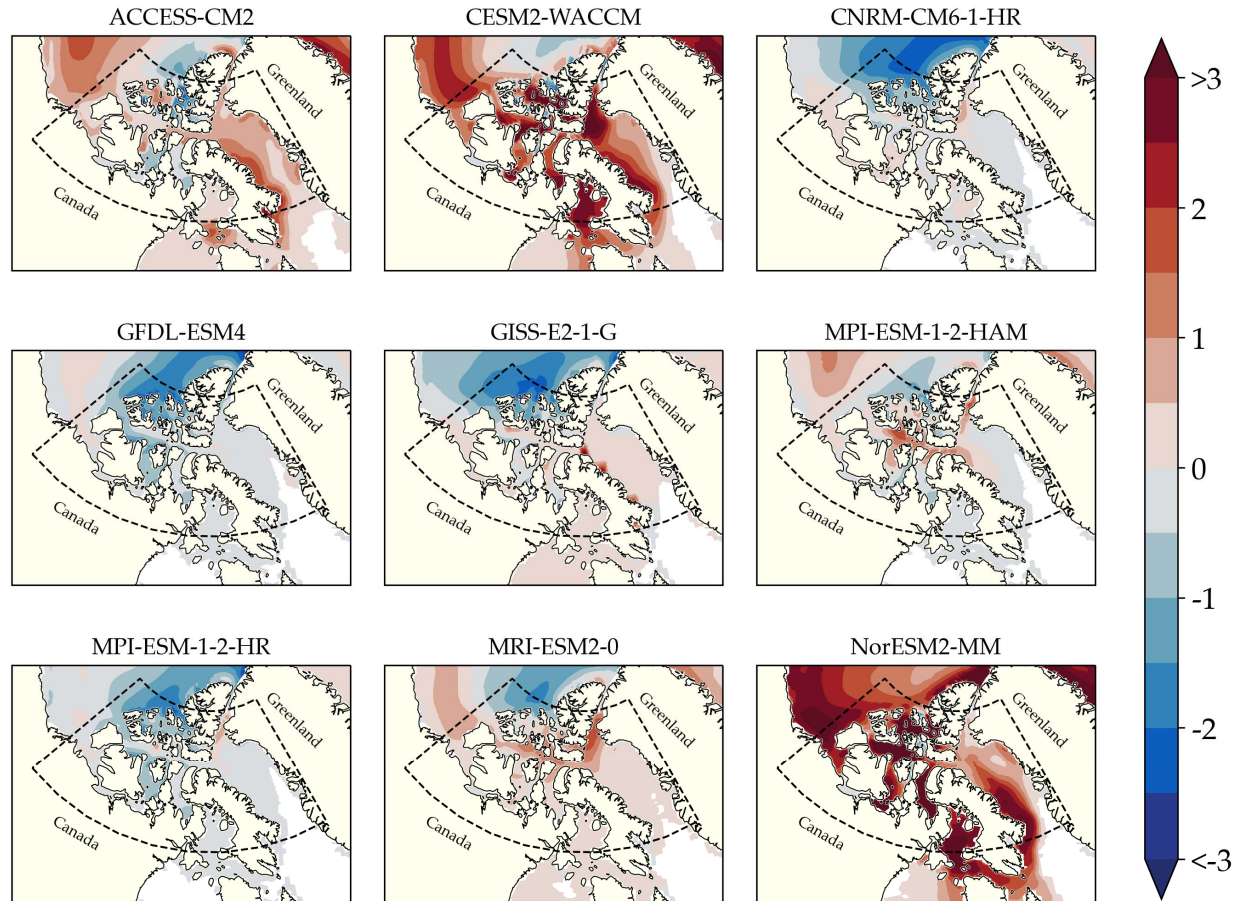 ACCESS-CM2
CESM2-WACCM
CNRM-CM6-1-HR
Greenland
Canada
Greenland
Canada
Greenland
Canada
GFDL-ESM4
GISS-E2-1-G
MPI-ESM-1-2-HAM
Greenland
Canada
Greenland
Canada
Greenland
Canada
MPI-ESM-1-2-HR
MRI-ESM2-0
NorESM2-MM
Greenland
Canada
Greenland
Canada
Greenland
Canada
>3
2
1
0
-1
-2
<-3